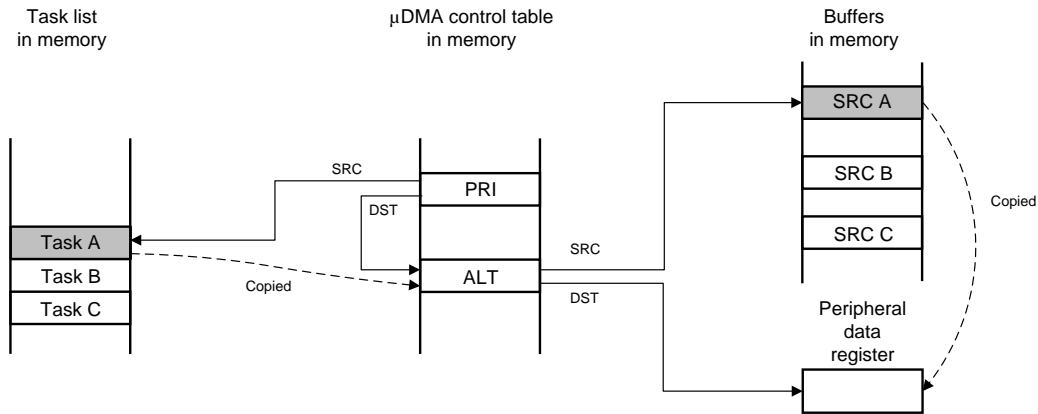 Task list
in memory
µDMA control table
in memory
Buffers
in memory
SRC A
SRC
PRI
SRC B
DST
Copied
SRC C
Task A
SRC
Task B
ALT
Copied
DST
Task C
Peripheral
data
register